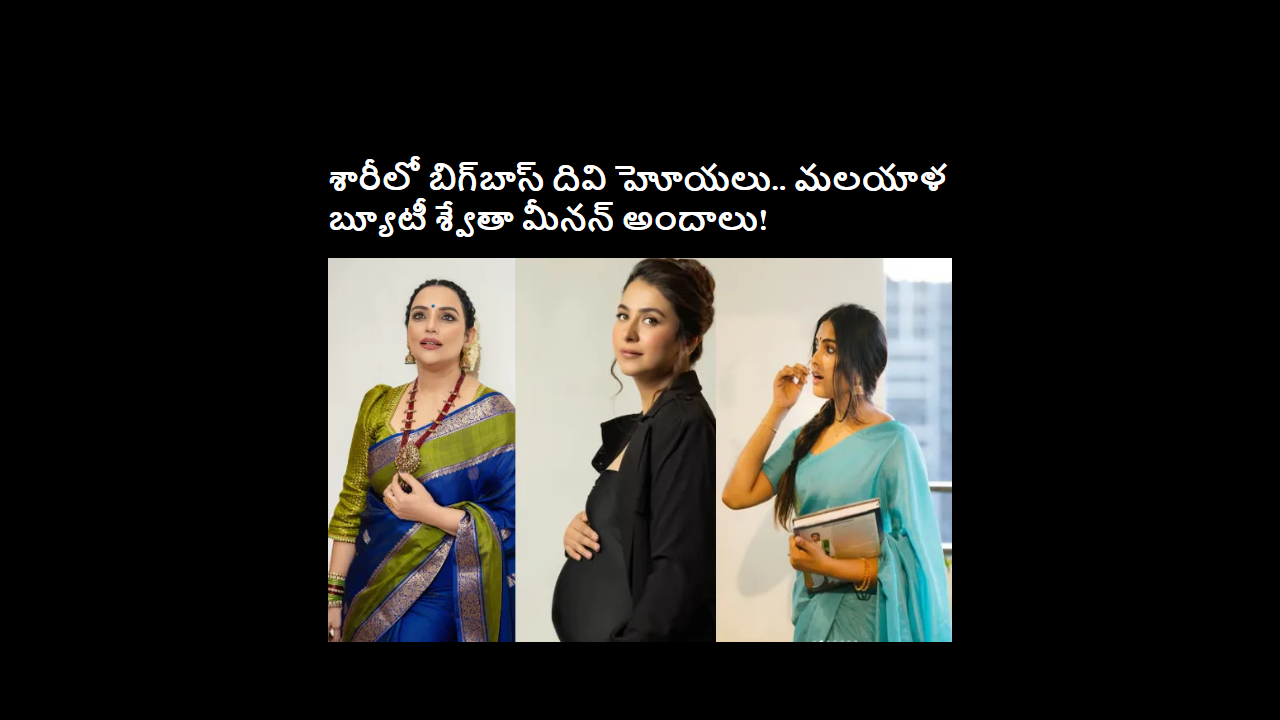 శారీలో బిగ్‌బాస్ దివి హొయలు.. మలయాళ
బ్యూటీ శ్వేతా మీనన్ అందాలు!